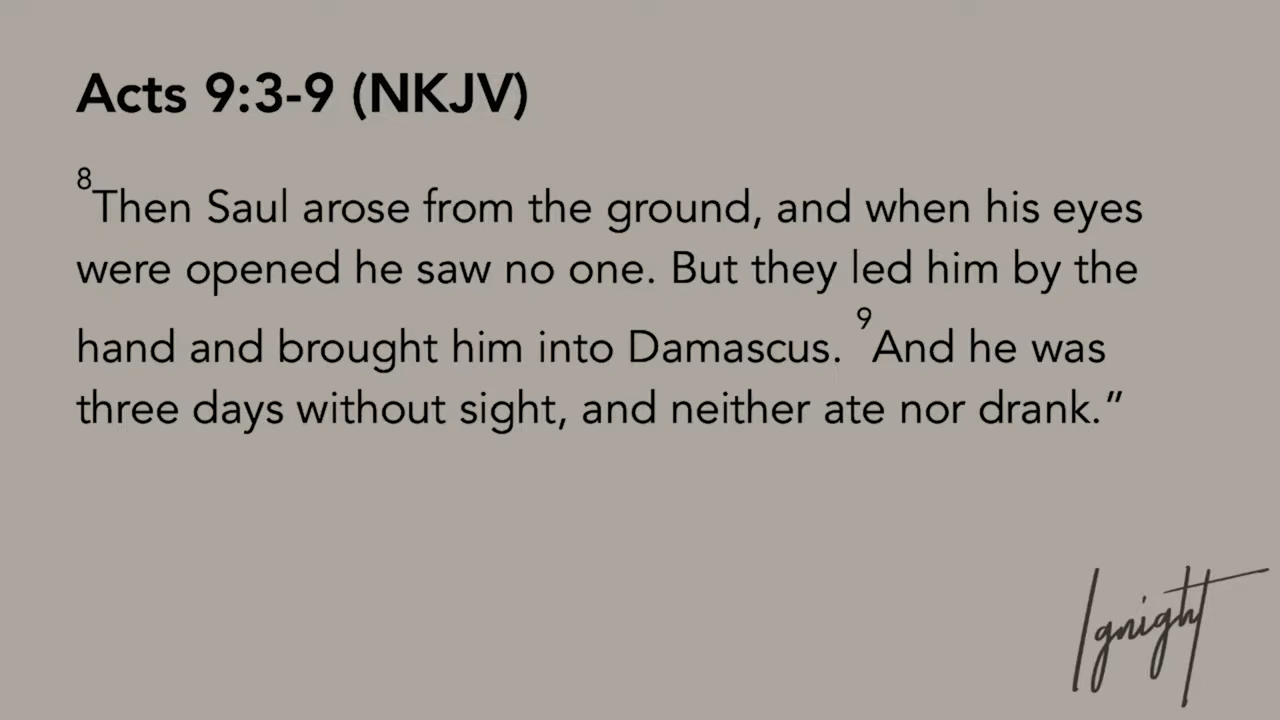 Acts 9:3-9 (NKJV)
8Then Saul arose from the ground, and when his eyes
were opened he saw no one. But they led him by the
hand and brought him into Damascus. 9And he was
three days without sight, and neither ate nor drank.”
Ignight